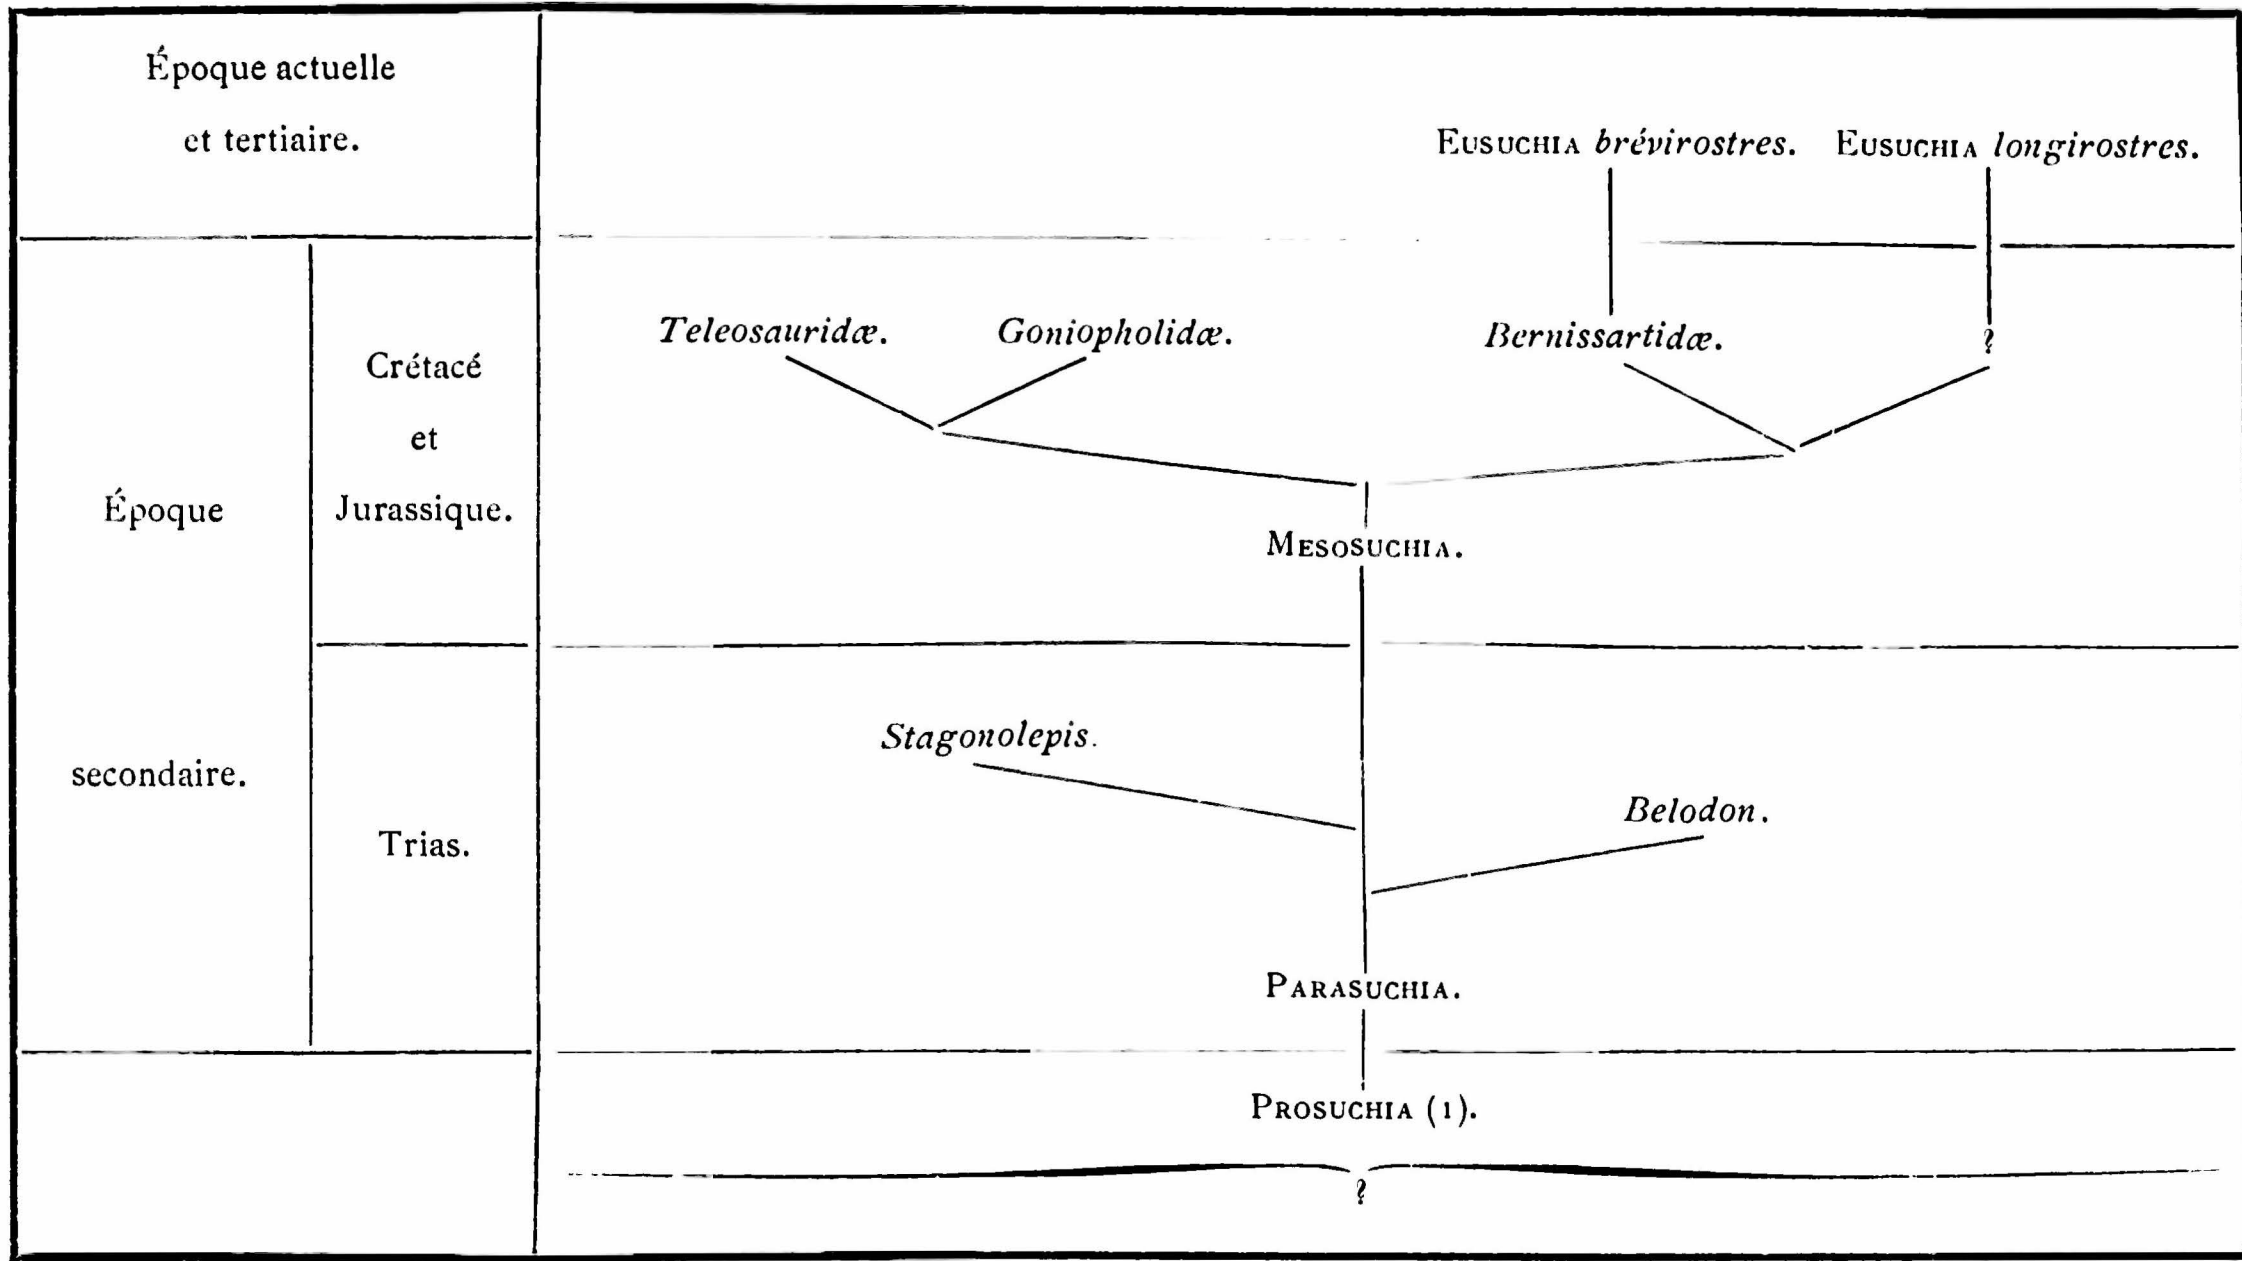 Époque actuelle
et tertiaire.
EUSUCHIA brévirostres. EUSUCHIA longirostres.
Teleosauridæ. Goniopholidæ. Bernissartidæ. ?
Crétacé
et
Jurassique.
Époque
MESOSUCHIA.
Stagonolepis.
secondaire.
Belodon.
Trias.
PARASUCHIA.
PROSUCHIA (1).
?